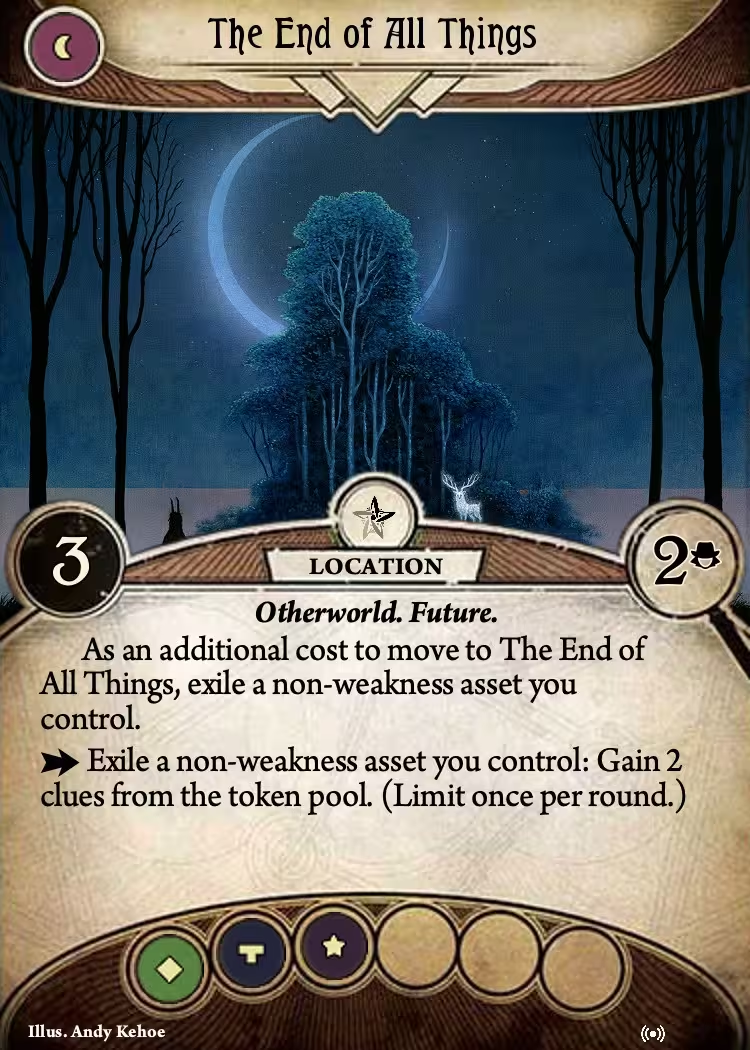 The End of All Things
3
LOCATION
2
Otherworld. Future.
As an additional cost to move to The End of
All Things, exile a non-weakness asset you
control.
Exile a non-weakness asset you control: Gain 2
clues from the token pool. (Limit once per round.)
Illus. Andy Kehoe